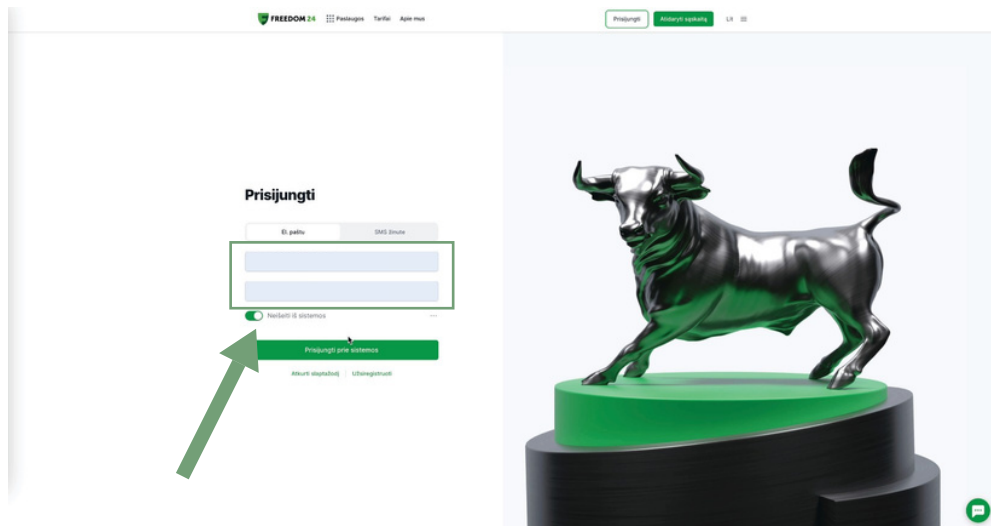 FREEDOM 24
Paslaugos Tarifai Apie mus
Prisijungti
Atidaryti sąskaitą
Lit
Prisijungti
El. paštu
SMS žinute
Neišeiti iš sistemos
Prisijungti prie sistemos
Atkurti slaptažodį
Užsiregistruoti